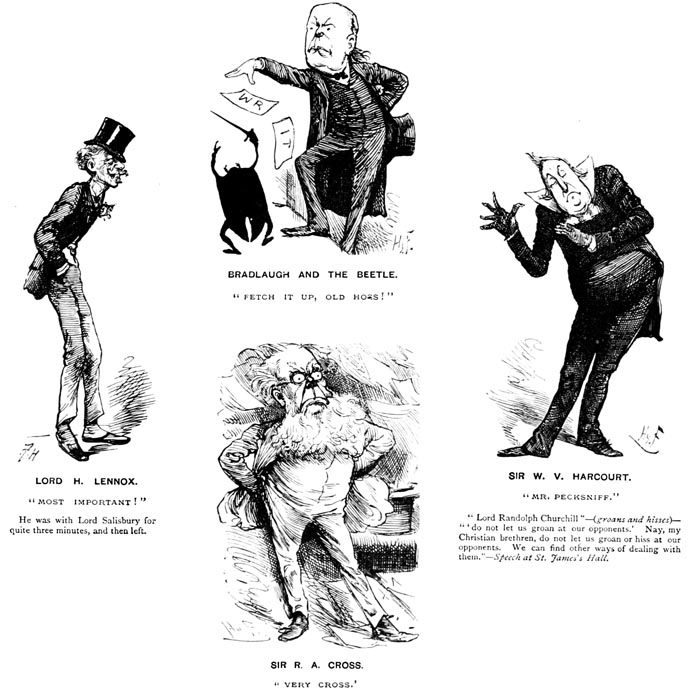 WR
H.F.
BRADLAUGH AND THE BEETLE.
"FETCH IT UP, OLD HORS!"
FH
LORD H. LENNOX.
"MOST IMPORTANT!"
He was with Lord Salisbury for
quite three minutes, and then left.
H.F.
SIR W. V. HARCOURT.
"MR. PECKSNIFF."
"Lord Randolph Churchill"—(groans and hisses)—
"'do not let us groan at our opponents.' Nay, my
Christian brethren, do not let us groan or hiss at our
opponents. We can find other ways of dealing with
them."—Speech at St. James's Hall.
SIR R. A. CROSS.
"VERY CROSS.'